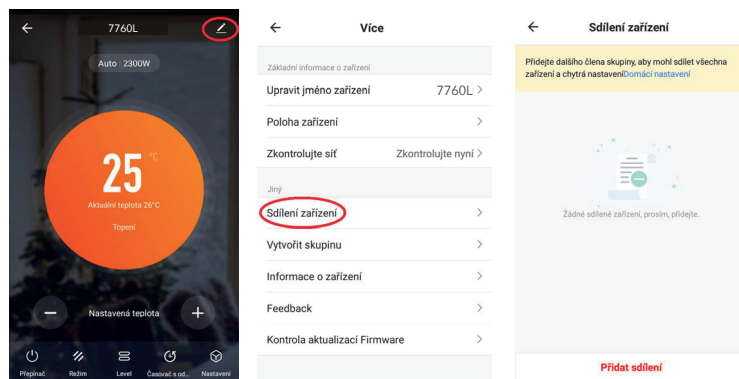 7760L
Auto 2300W
25 °C
Aktuální teplota 26°C
Topení
Nastavená teplota
Přepínač
Režim
Level
Časovač s od...
Nastavení
Více
Základní informace o zařízení
Upravit jméno zařízení 7760L
Poloha zařízení
Zkontrolujte síť Zkontrolujte nyní
Jiný
Sdílení zařízení
Vytvořit skupinu
Informace o zařízení
Feedback
Kontrola aktualizací Firmware
Sdílení zařízení
Přidejte dalšího člena skupiny, aby mohl sdílet všechna
zařízení a chytrá nastaveníDomácí nastavení
Žádné sdílené zařízení, prosím, přidejte.
Přidat sdílení